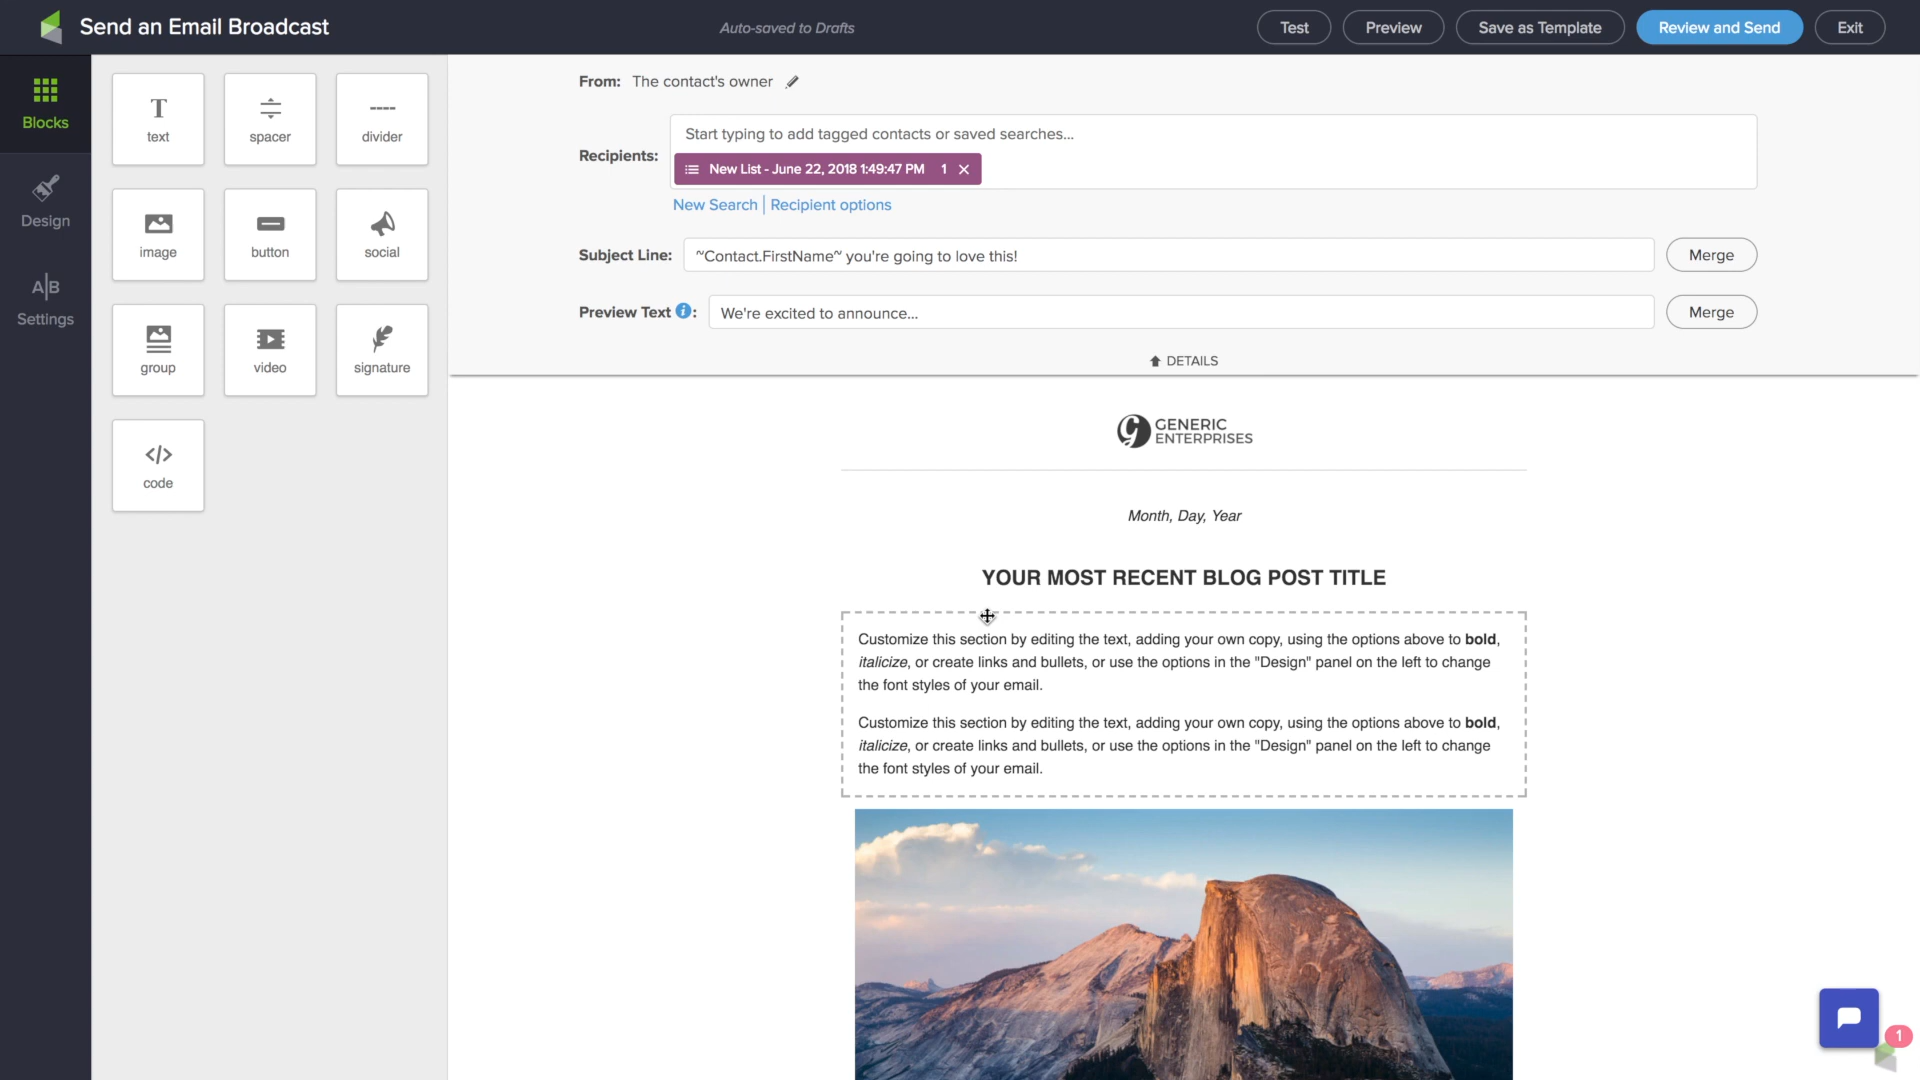 Send an Email Broadcast
Auto-saved to Drafts
Test
Preview
Save as Template
Review and Send
Exit
Blocks
Design
A|B
Settings
T
text
spacer
divider
image
button
social
group
video
signature
</>
code
From: The contact's owner
Recipients:
Start typing to add tagged contacts or saved searches...
New List - June 22, 2018 1:49:47 PM 1 ×
New Search | Recipient options
Subject Line: ~Contact.FirstName~ you're going to love this! Merge
Preview Text i : We're excited to announce... Merge
DETAILS
g GENERIC
ENTERPRISES
Month, Day, Year
YOUR MOST RECENT BLOG POST TITLE
Customize this section by editing the text, adding your own copy, using the options above to bold,
italicize, or create links and bullets, or use the options in the "Design" panel on the left to change
the font styles of your email.
Customize this section by editing the text, adding your own copy, using the options above to bold,
italicize, or create links and bullets, or use the options in the "Design" panel on the left to change
the font styles of your email.
1